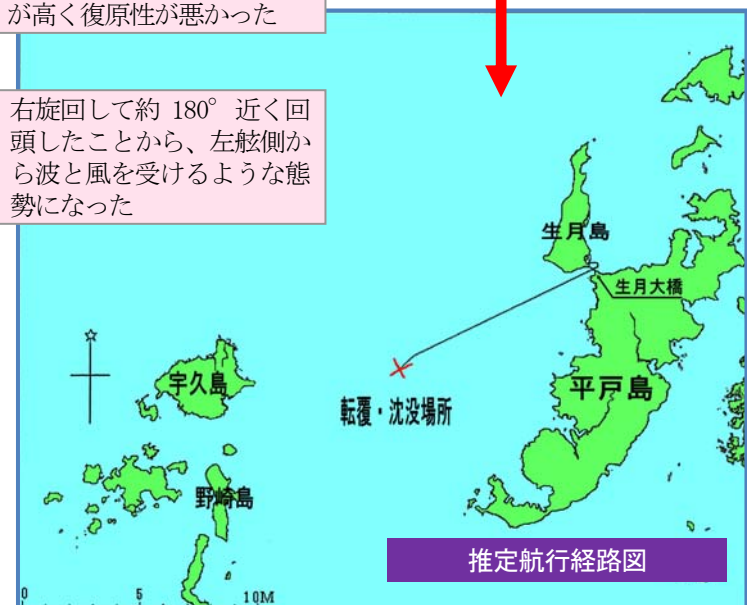 が高く復原性が悪かった
右旋回して約 180° 近く回
頭したことから、左舷側か
ら波と風を受けるような態
勢になった
生月島
生月大橋
宇久島
平戸島
転覆・沈没場所
野崎島
推定航行経路図
0 5 10M